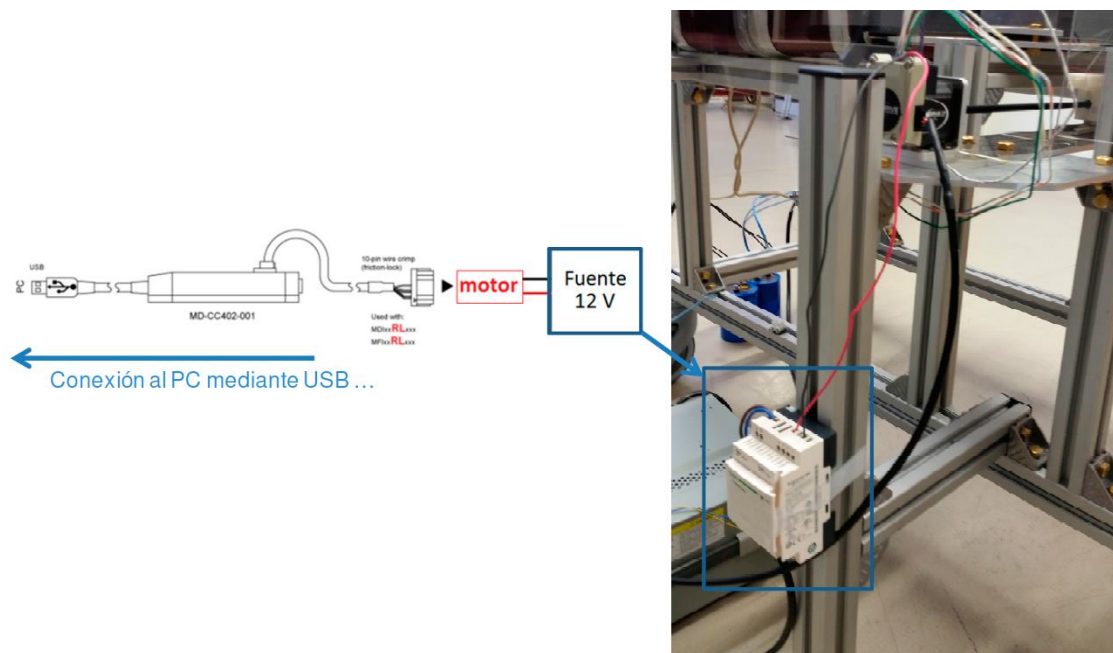 USB
PC
MD-CC402-001
10-pin wire crimp
(friction-lock)
Used with:
MDIxxRLxxx
MFIxxRLxxx
motor
Fuente
12 V
Conexión al PC mediante USB ...